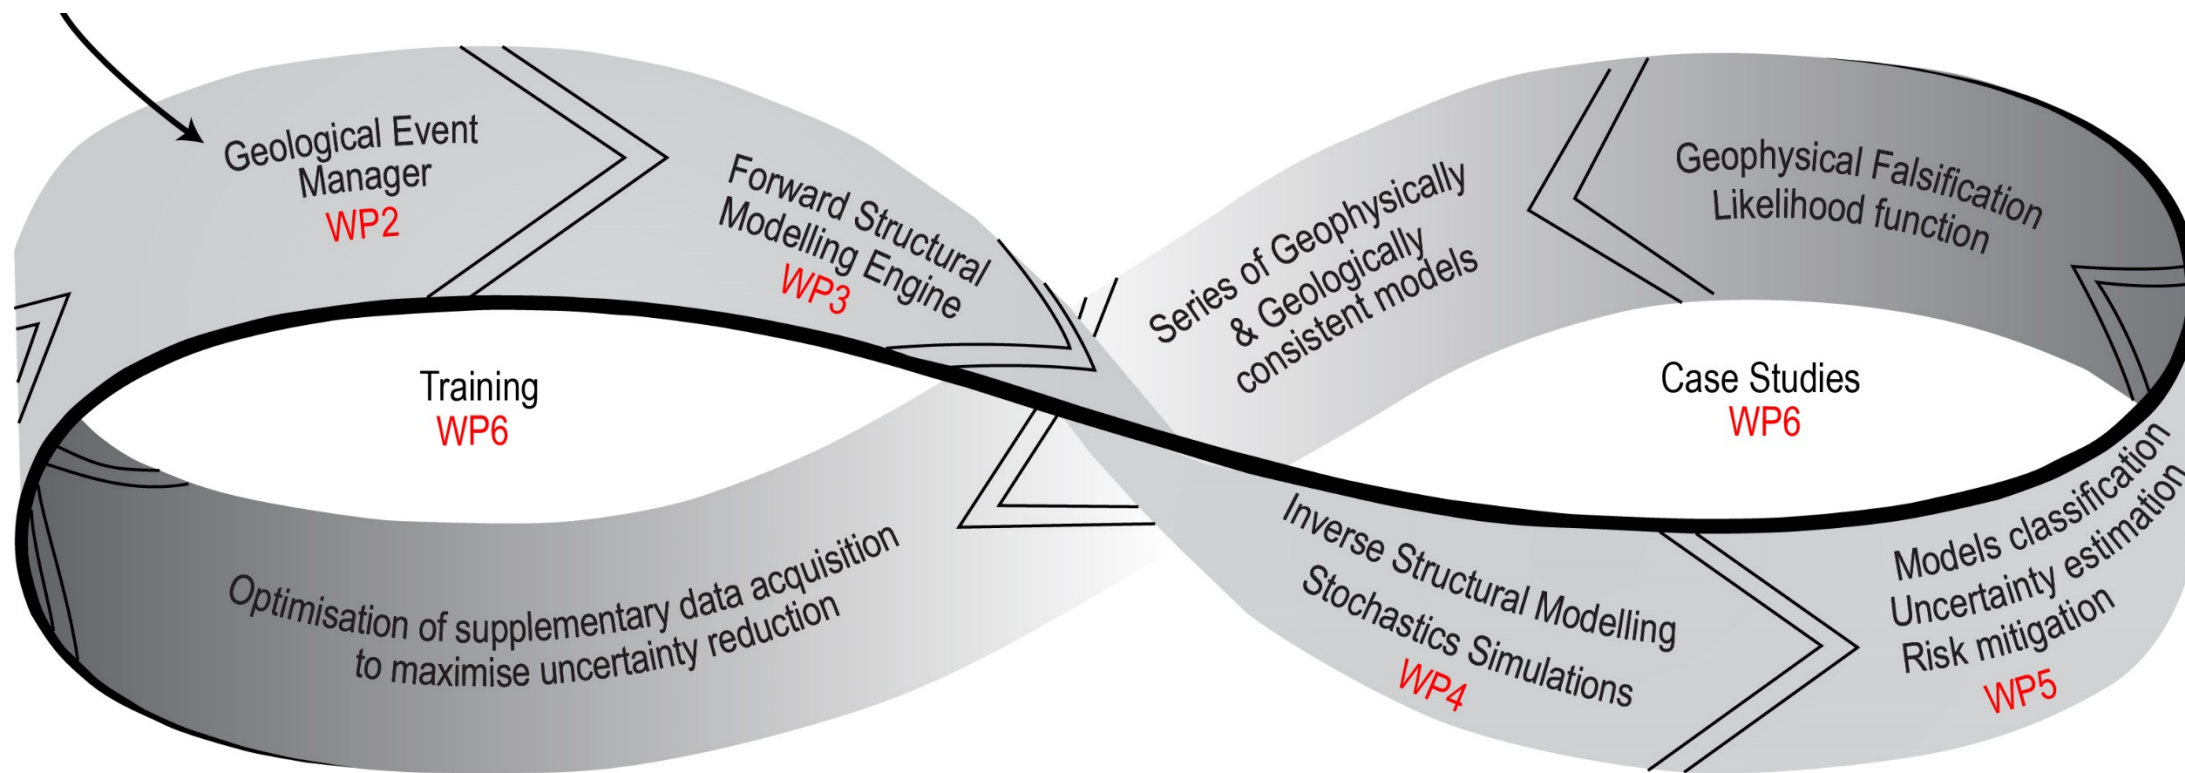 Geological Event
Manager
WP2
Forward Structural
Modelling Engine
WP3
Series of Geophysically
& Geologically
consistent models
Geophysical Falsification
Likelihood function
Training
WP6
Case Studies
WP6
Optimisation of supplementary data acquisition
to maximise uncertainty reduction
Inverse Structural Modelling
Stochastics Simulations
WP4
Models classification
Uncertainty estimation
Risk mitigation
WP5